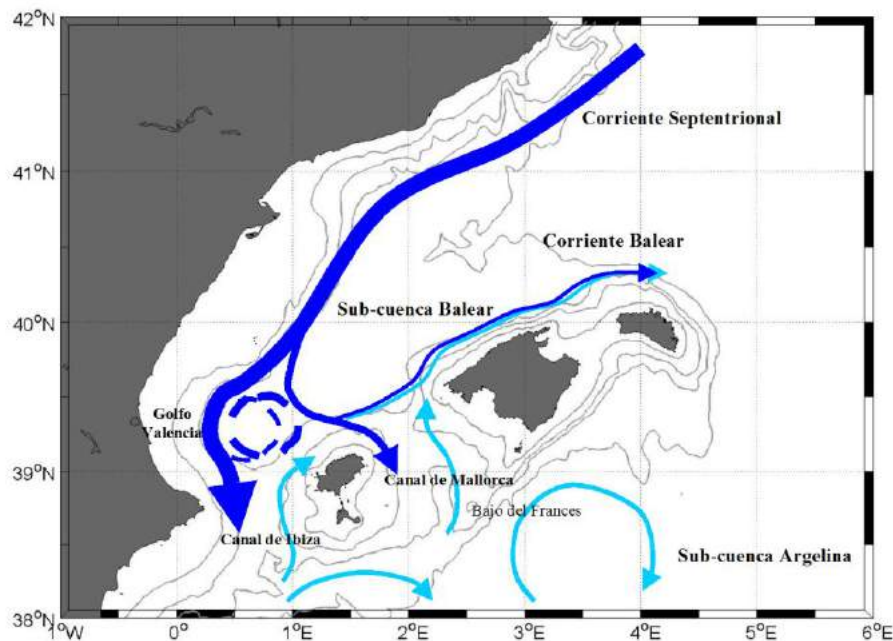 42°N
Corriente Septentrional
41°N
Corriente Balear
Sub-cuenca Balear
40°N
Golfo
Valencia
39°N
Canal de Mallorca
Bajo del Frances
Canal de Ibiza
Sub-cuenca Argelina
38°N
1°W 0° 1°E 2°E 3°E 4°E 5°E 6°E